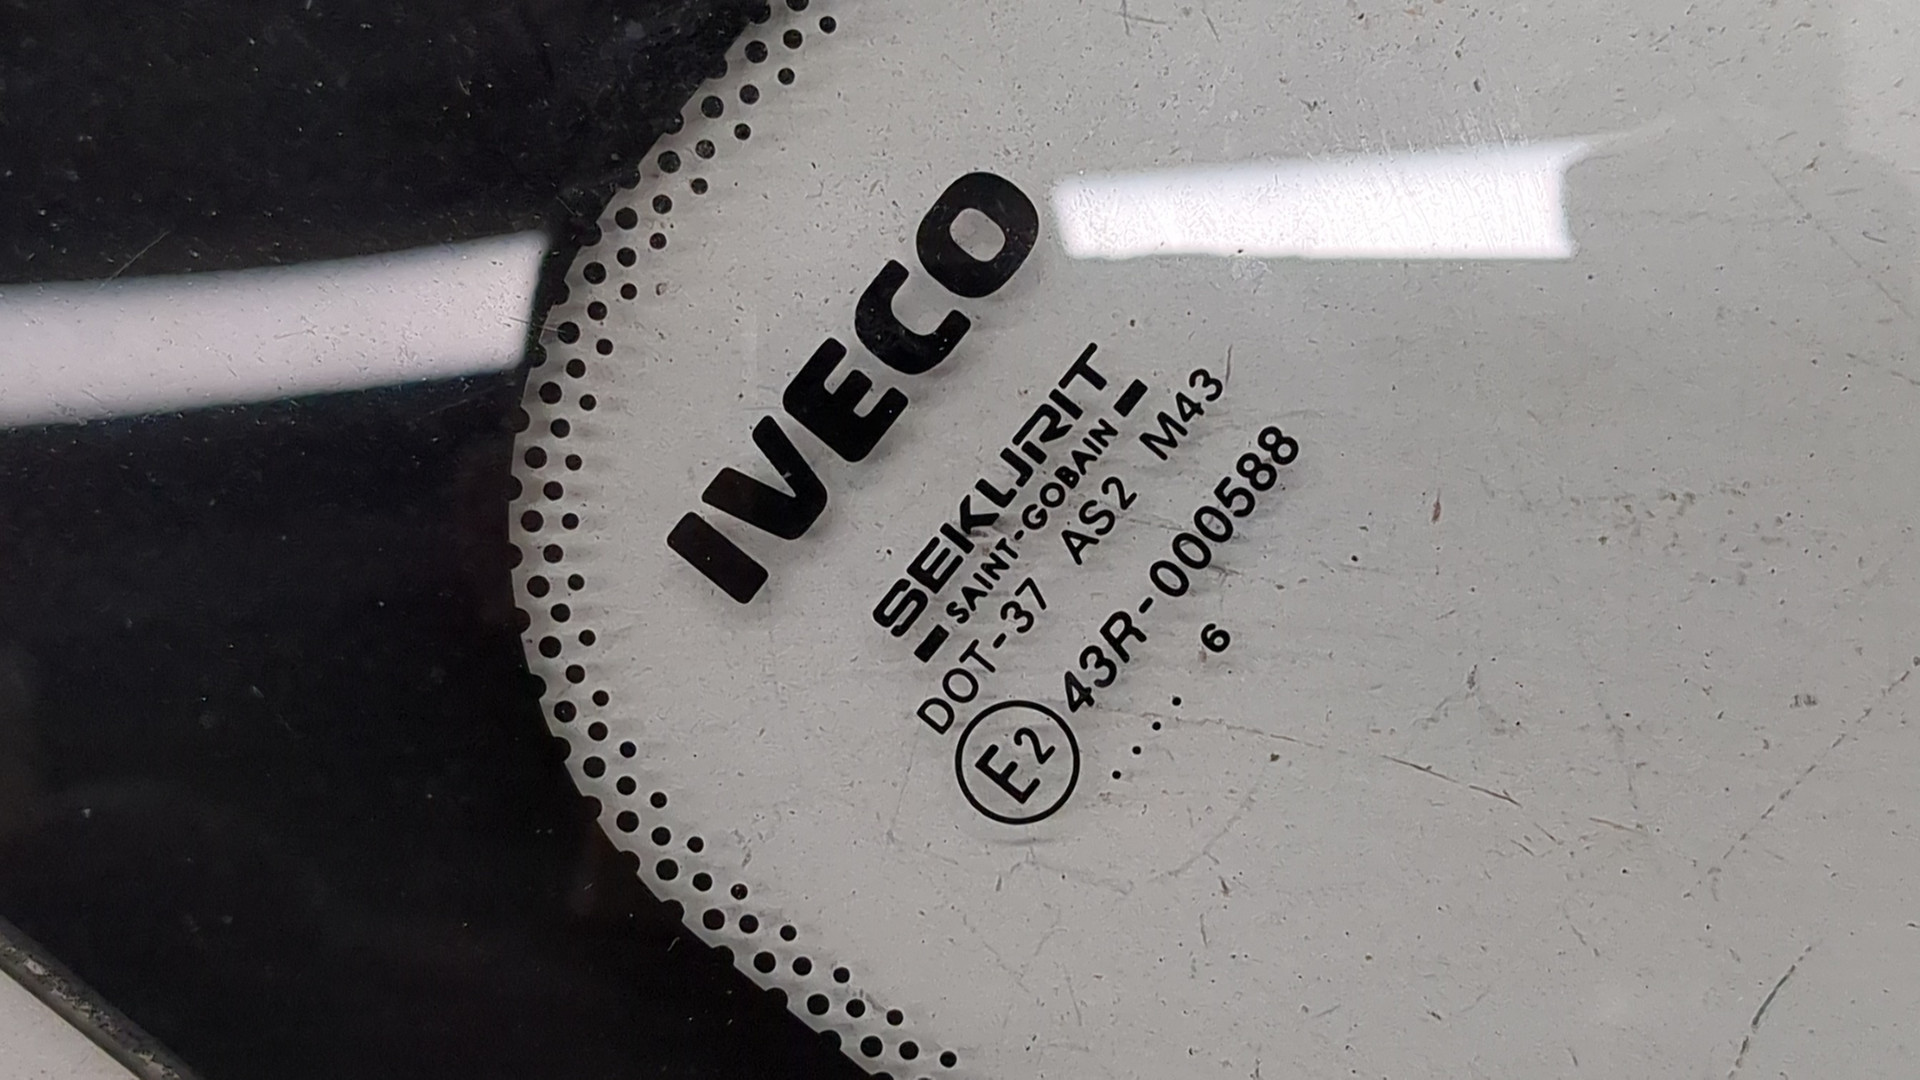 IVECO
SEKURIT
SAINT-GOBAIN
DOT-37 AS2 M43
E2 43R-000588
.... 6